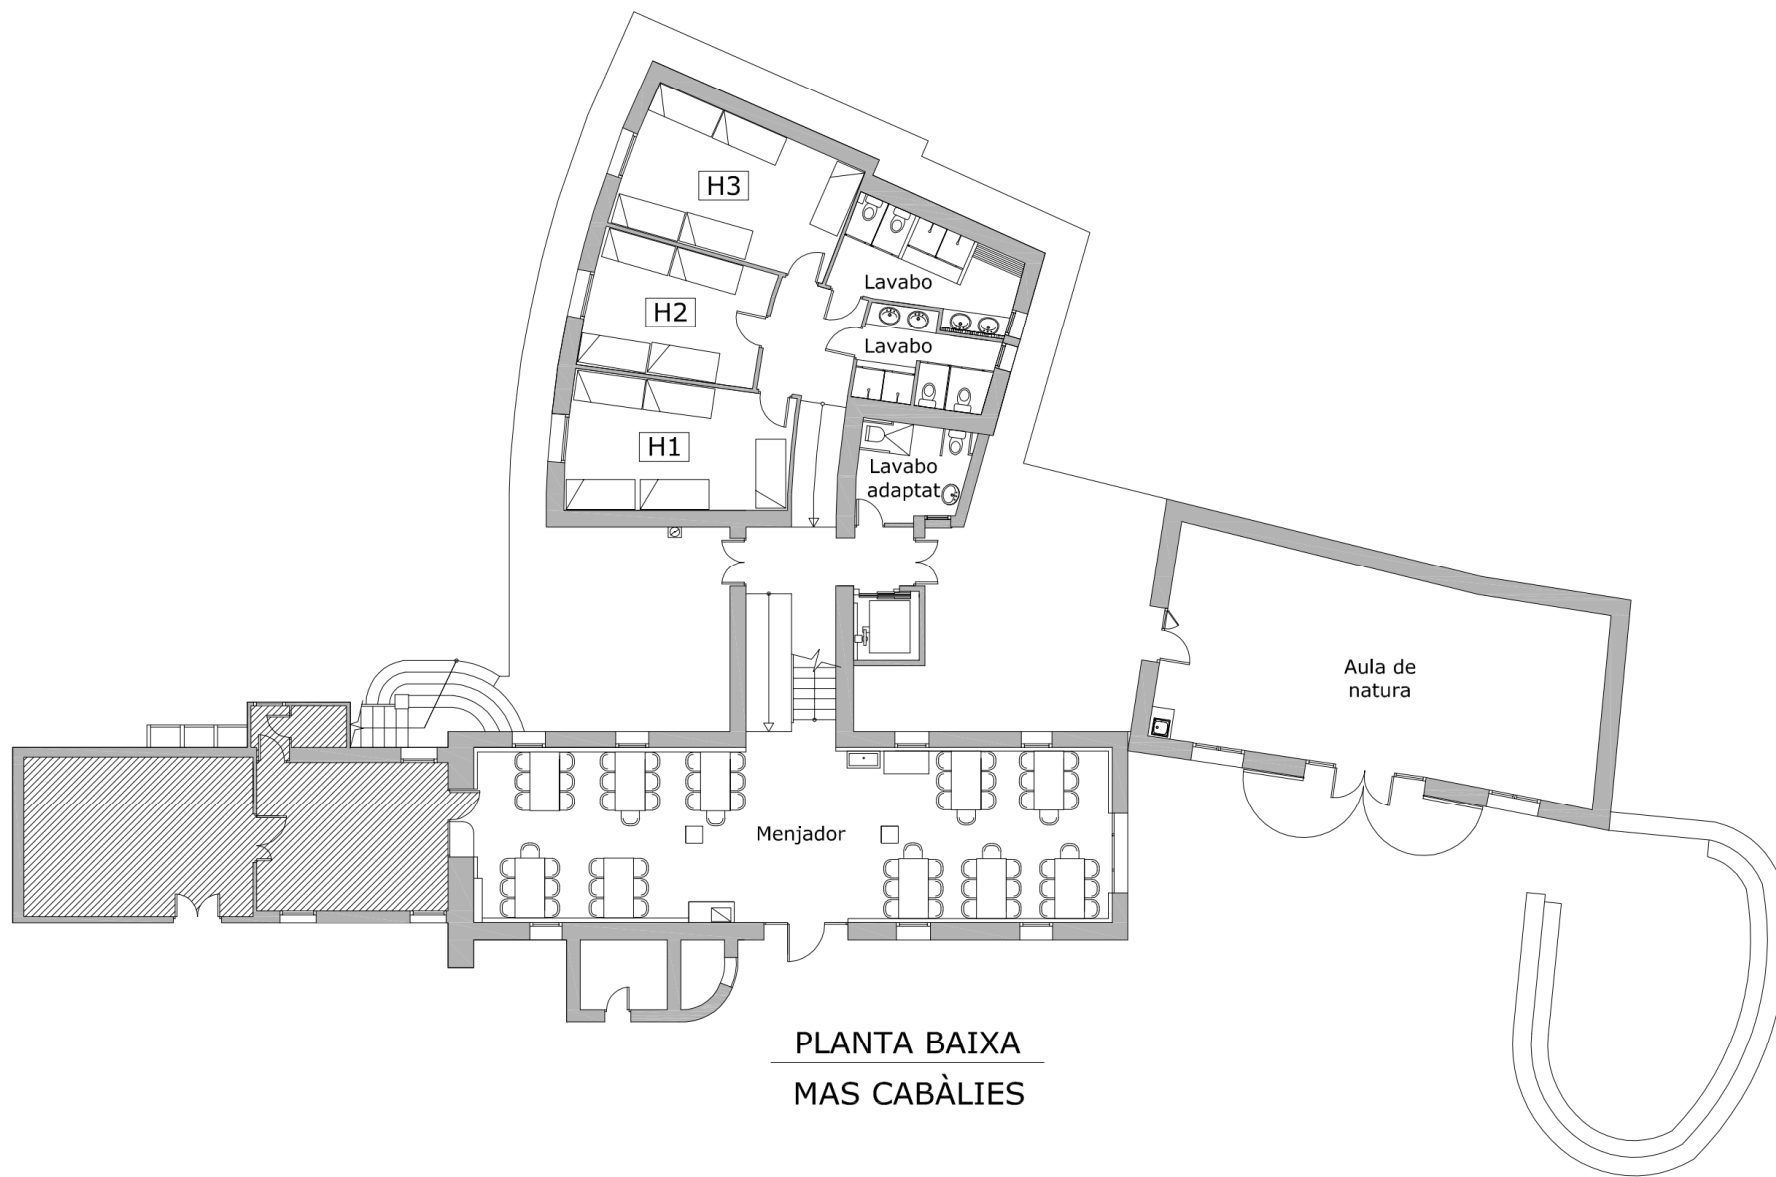 H3
Lavabo
H2
Lavabo
H1
Lavabo
adaptat
Aula de
natura
Menjador
PLANTA BAIXA
MAS CABÀLIES